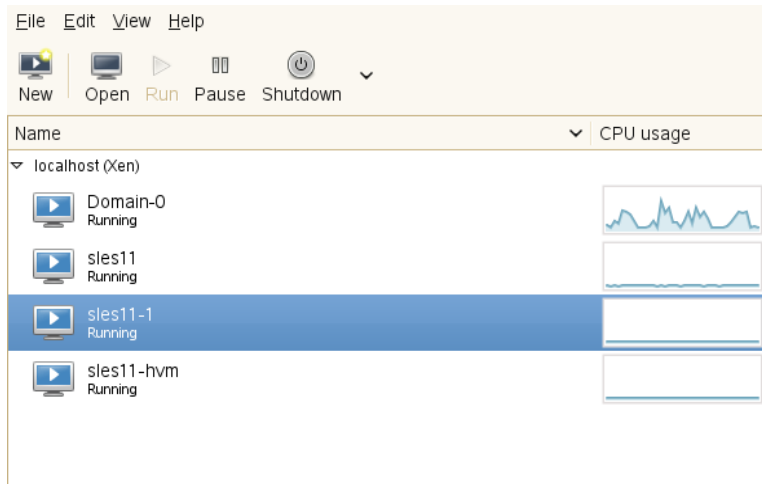 File Edit View Help
New Open Run Pause Shutdown
Name CPU usage
localhost (Xen)
Domain-0
Running
sles11
Running
sles11-1
Running
sles11-hvm
Running